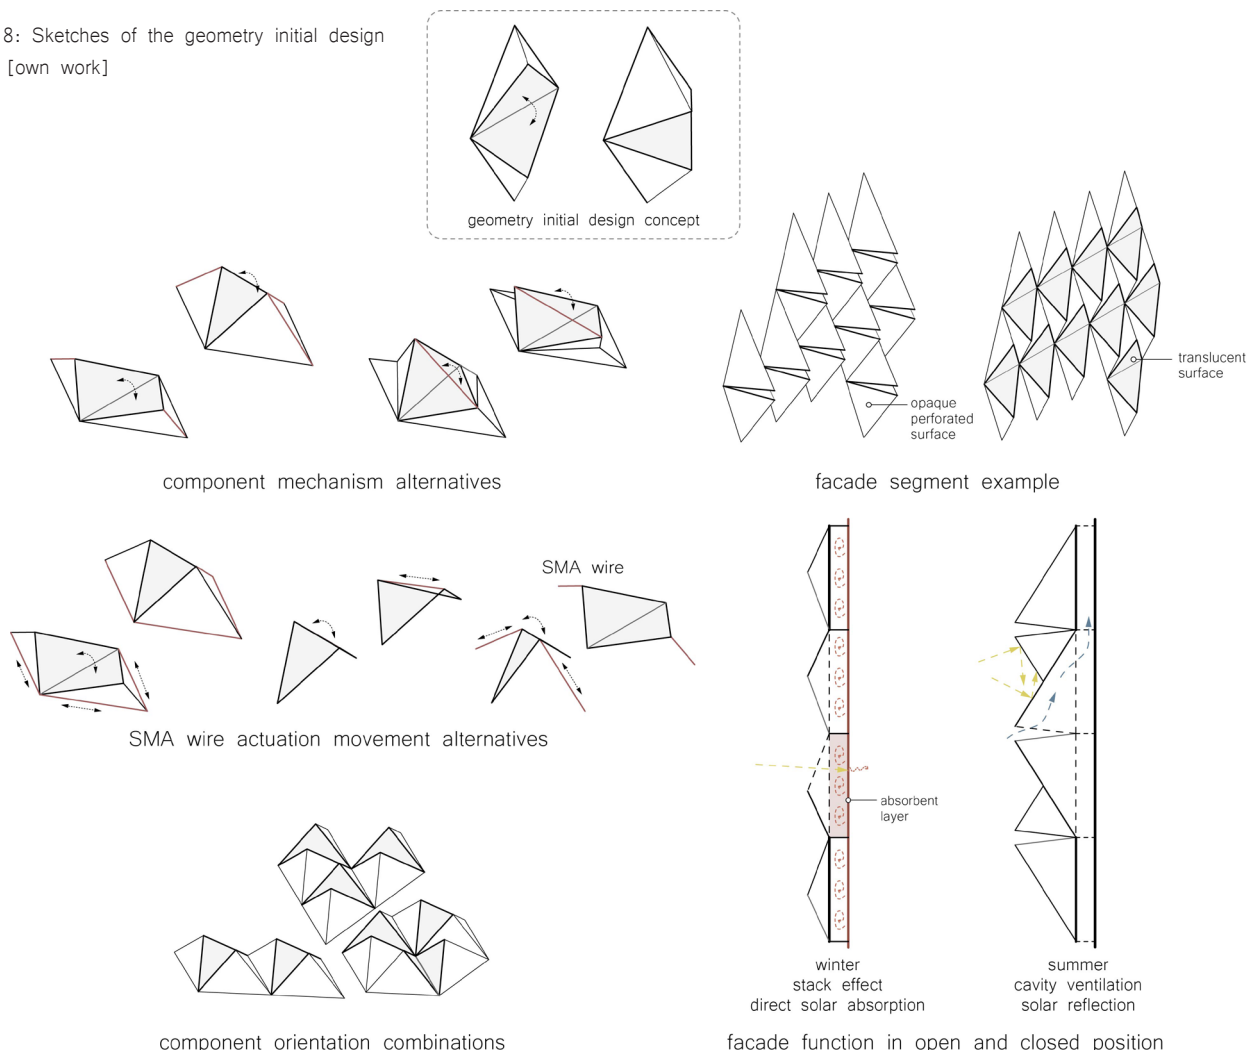 8: Sketches of the geometry initial design
[own work]
geometry initial design concept
component mechanism alternatives
opaque
perforated
surface
translucent
surface
facade segment example
SMA wire
SMA wire actuation movement alternatives
absorbent
layer
winter
stack effect
direct solar absorption
summer
cavity ventilation
solar reflection
component orientation combinations
facade function in open and closed position